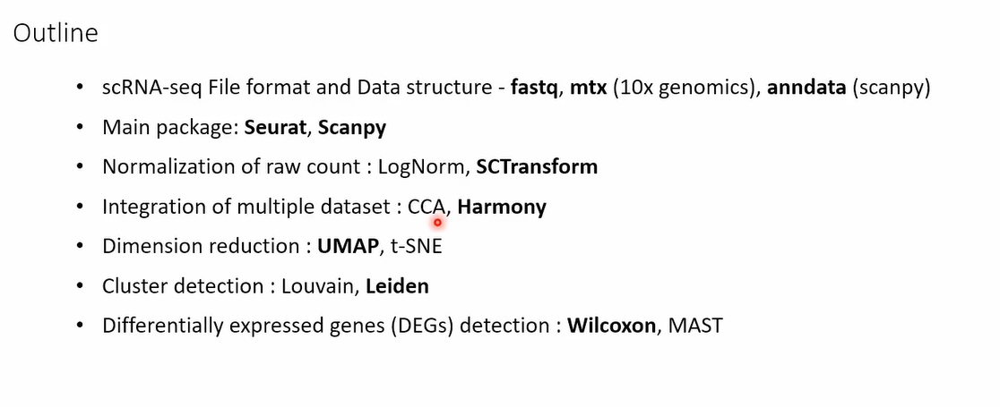 Outline
• scRNA-seq File format and Data structure - fastq, mtx (10x genomics), anndata (scanpy)
• Main package: Seurat, Scanpy
• Normalization of raw count : LogNorm, SCTransform
• Integration of multiple dataset : CCA, Harmony
• Dimension reduction : UMAP, t-SNE
• Cluster detection : Louvain, Leiden
• Differentially expressed genes (DEGs) detection : Wilcoxon, MAST